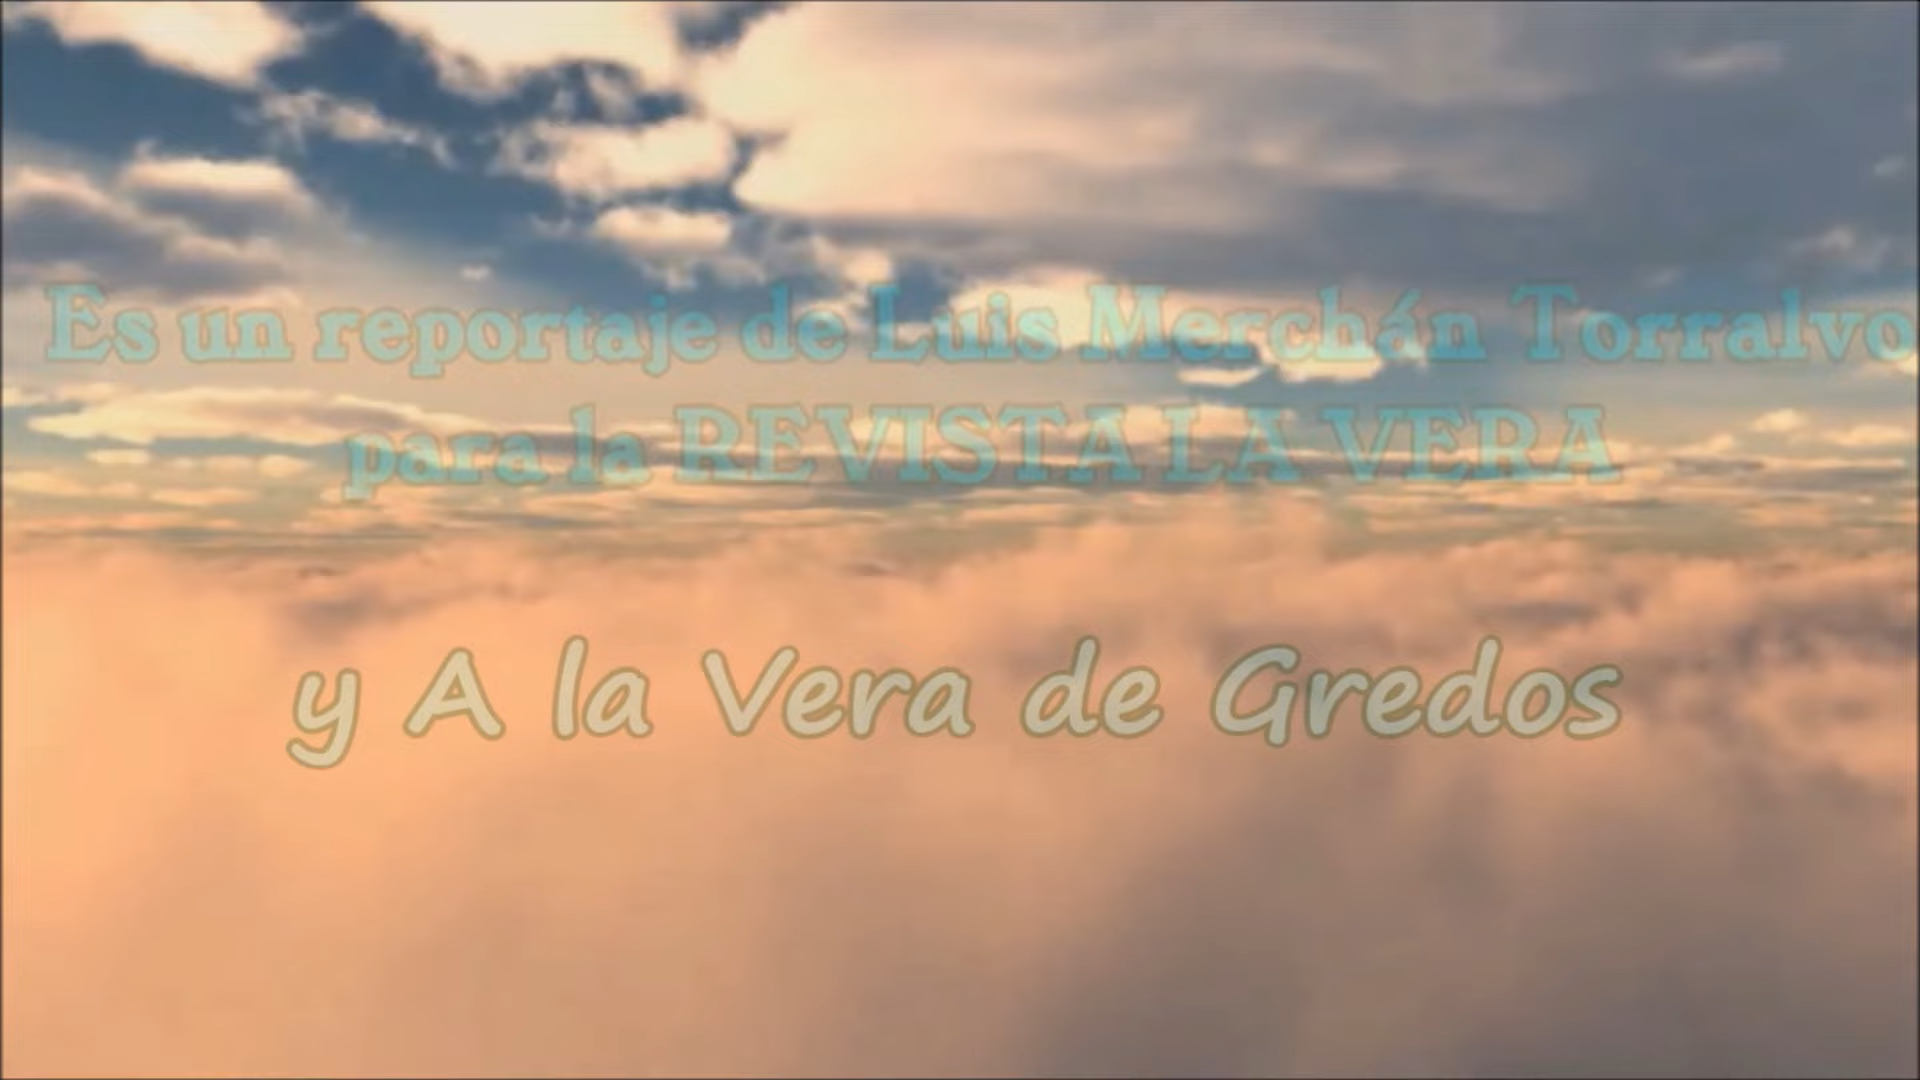 Es un reportaje de Luis Merchán Torralvo
para la REVISTA LA VERA
y A la Vera de Gredos